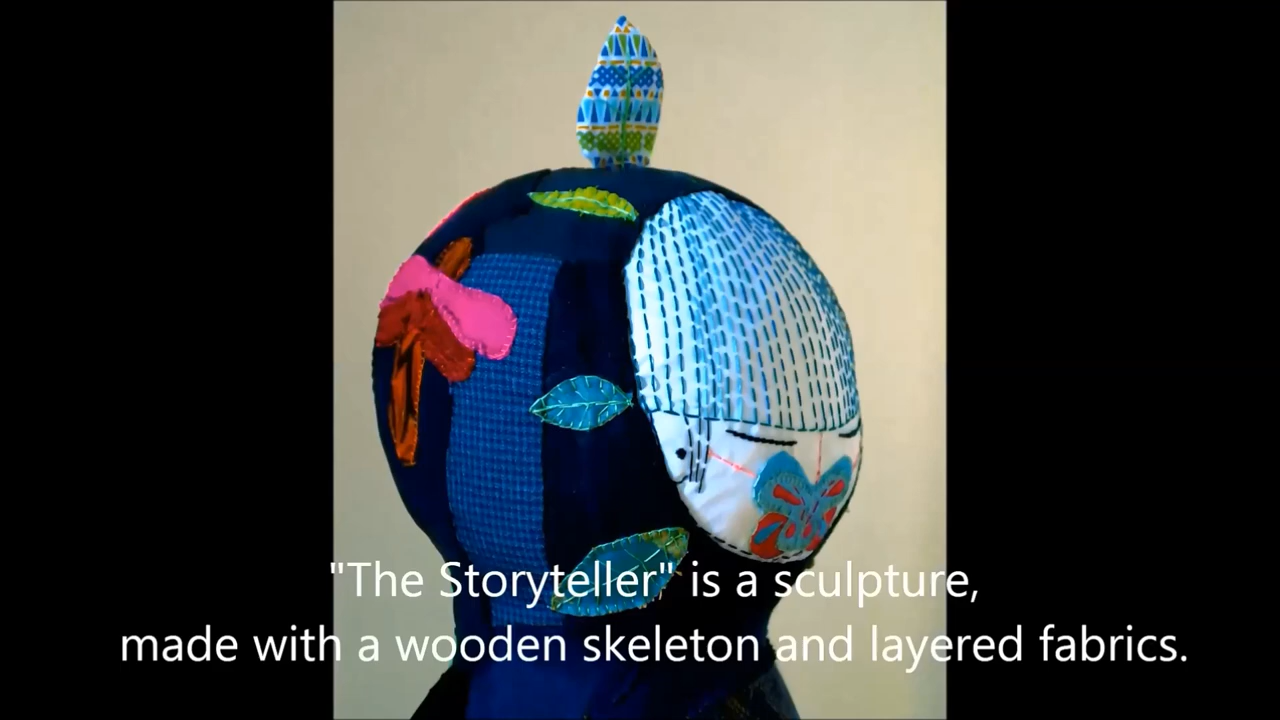 "The Storyteller" is a sculpture,
made with a wooden skeleton and layered fabrics.